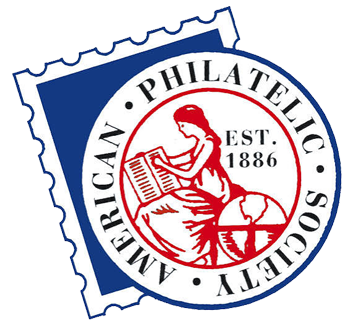 AMERICAN · PHILATELIC · SOCIETY ·
EST.
1886